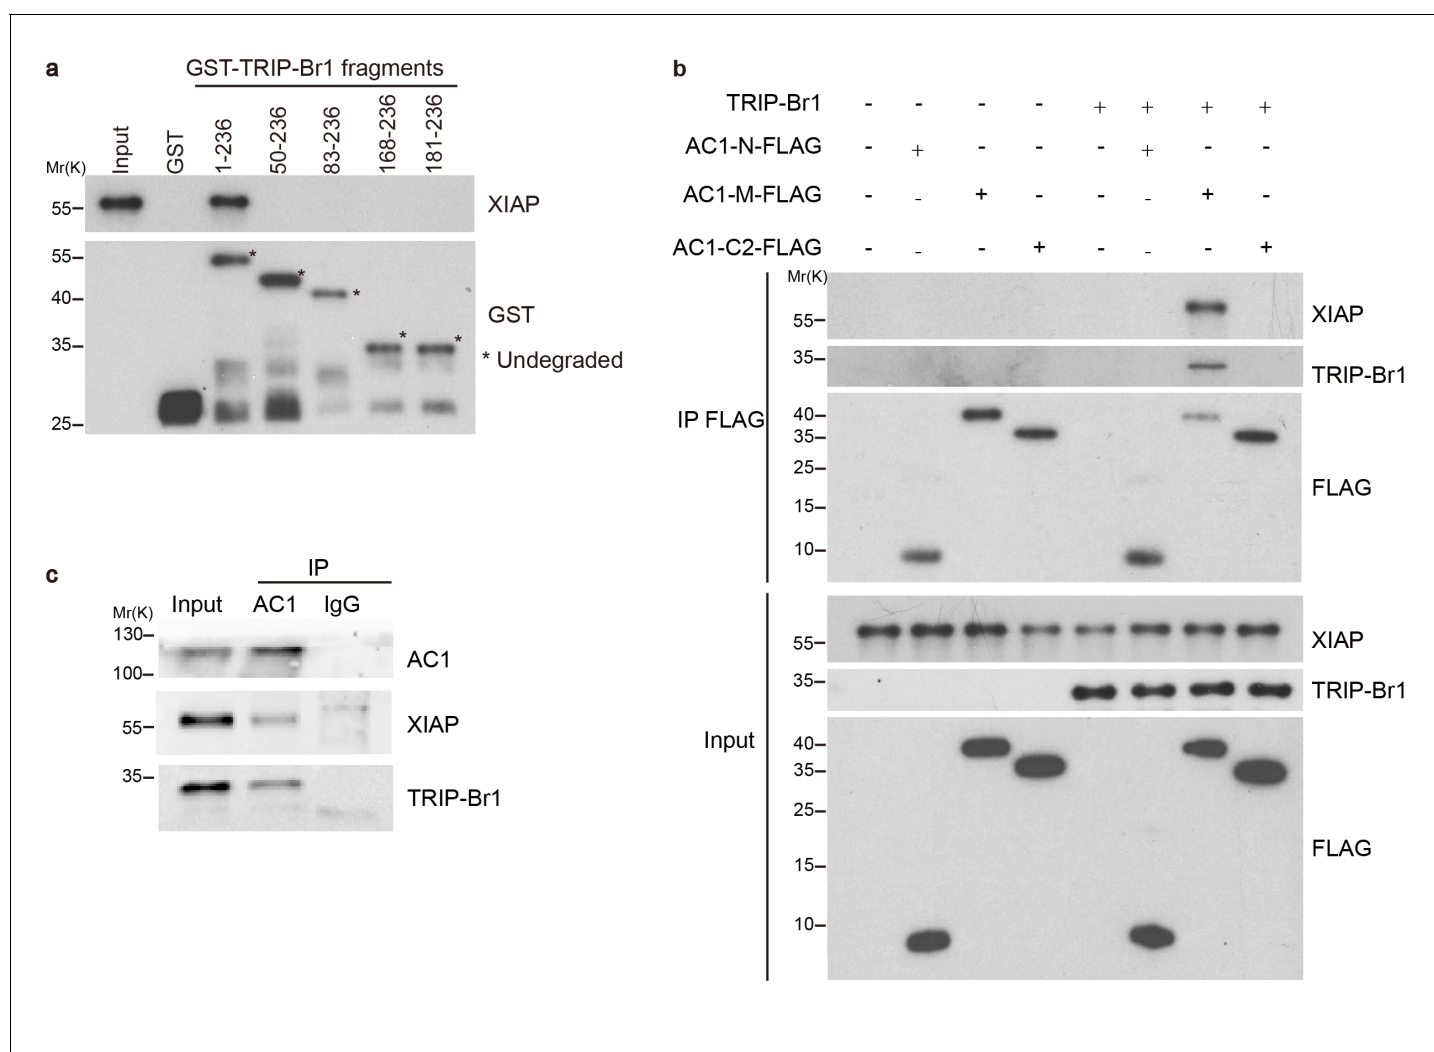 a
GST-TRIP-Br1 fragments
Mr(K)
Input
GST
1-236
50-236
83-236
168-236
181-236
55
XIAP
55
40
35
25
* * * * *
GST
* Undegraded
b
TRIP-Br1 - - - - + + + +
AC1-N-FLAG - + - - - + - -
AC1-M-FLAG - - + - - - + -
AC1-C2-FLAG - - - + - - - +
Mr(K)
IP FLAG
55
XIAP
35
TRIP-Br1
40
35
25
15
10
FLAG
Input
55
XIAP
35
TRIP-Br1
40
35
25
15
10
FLAG
c
IP
Mr(K) Input AC1 IgG
130
100
AC1
55
XIAP
35
TRIP-Br1